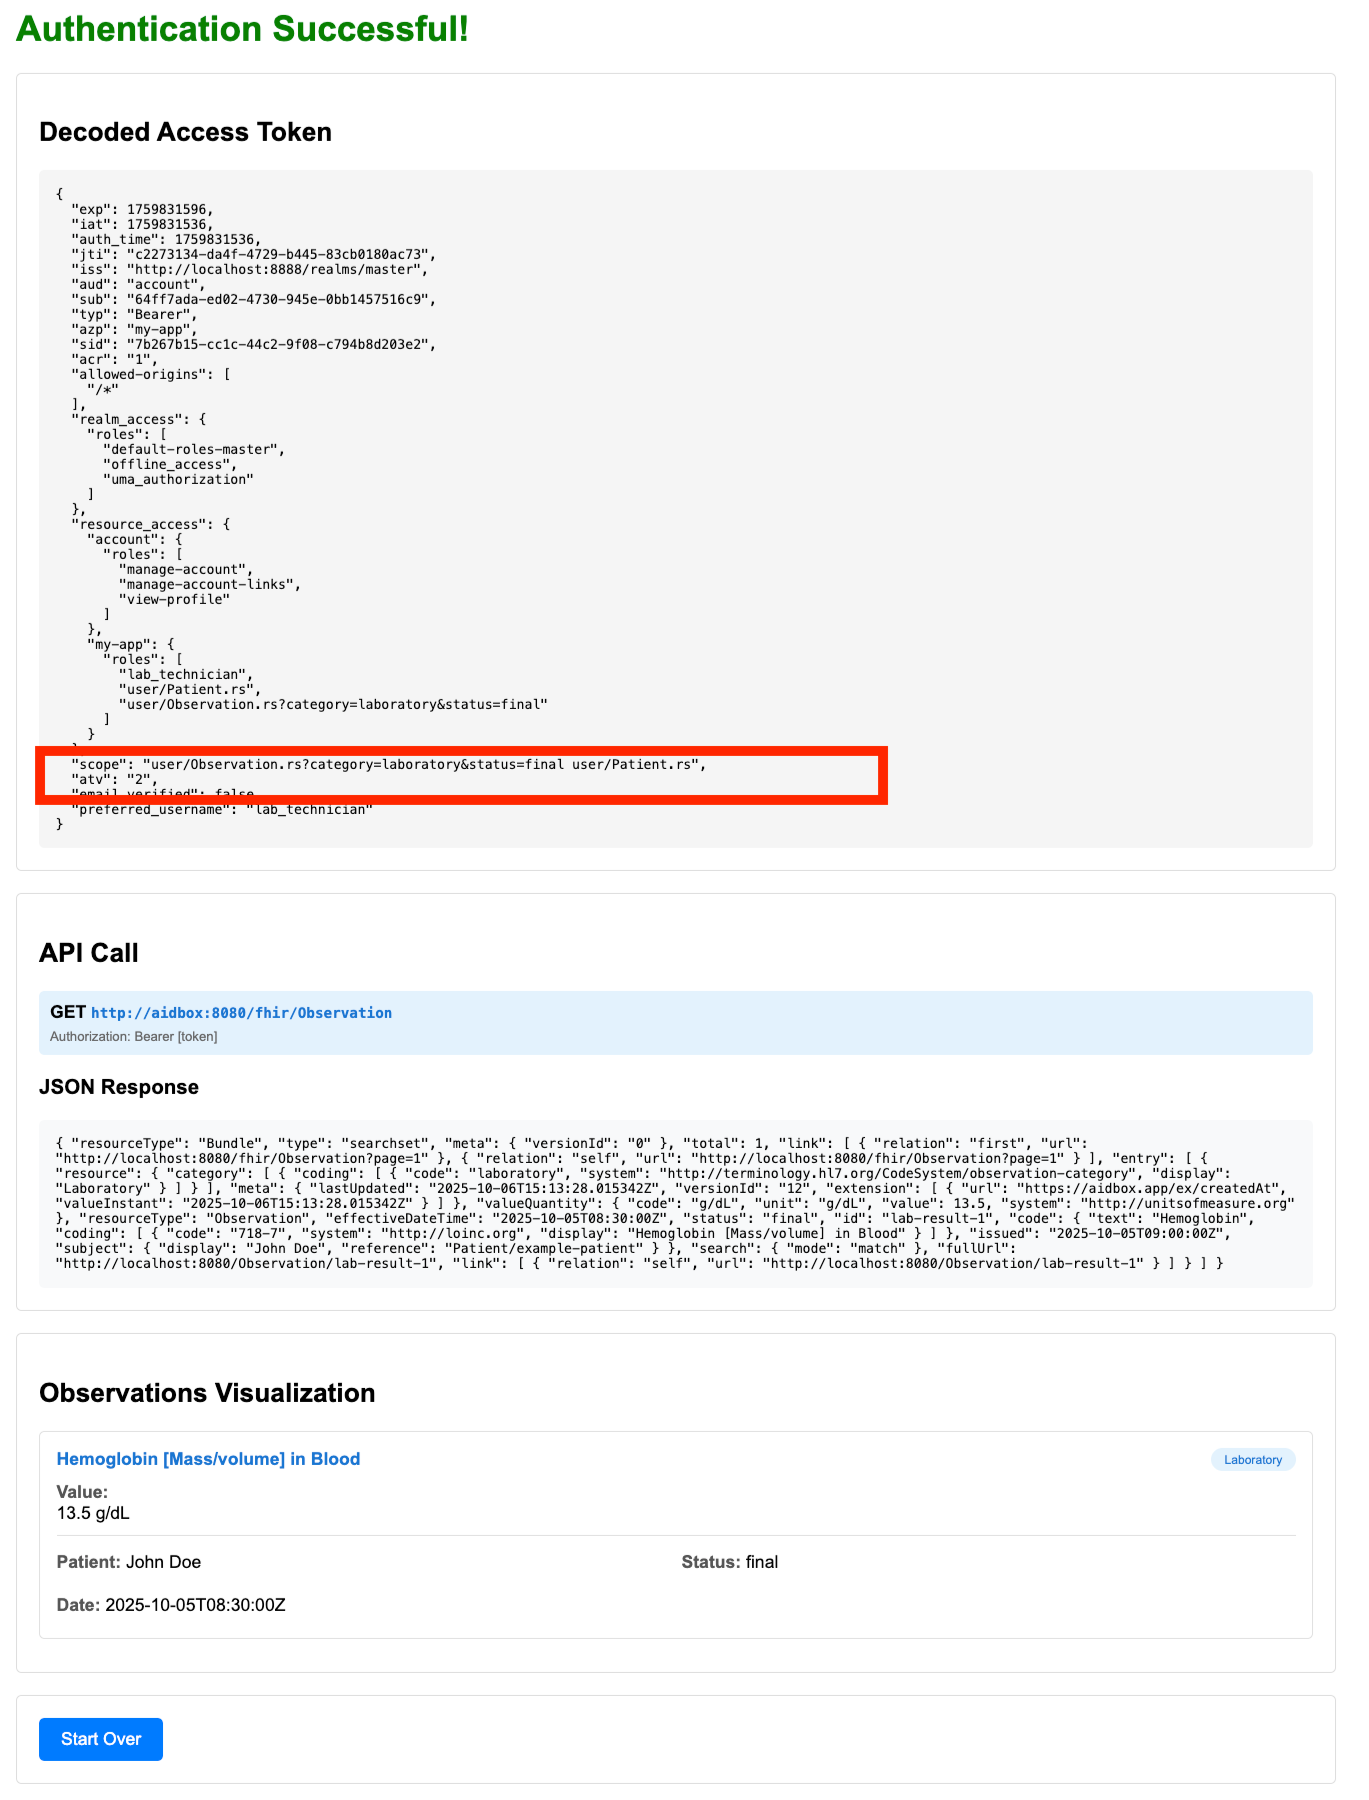 Authentication Successful!
Decoded Access Token
{
"exp": 1759831596,
"iat": 1759831536,
"auth_time": 1759831536,
"jti": "c2273134-da4f-4729-b445-83cb0180ac73",
"iss": "http://localhost:8888/realms/master",
"aud": "account",
"sub": "64ff7ada-ed02-4730-945e-0bb1457516c9",
"typ": "Bearer",
"azp": "my-app",
"sid": "7b267b15-cc1c-44c2-9f08-c794b8d203e2",
"acr": "1",
"allowed-origins": [
"/*"
],
"realm_access": {
"roles": [
"default-roles-master",
"offline_access",
"uma_authorization"
]
},
"resource_access": {
"account": {
"roles": [
"manage-account",
"manage-account-links",
"view-profile"
]
},
"my-app": {
"roles": [
"lab_technician",
"user/Patient.rs",
"user/Observation.rs?category=laboratory&status=final"
]
}
"scope": "user/Observation.rs?category=laboratory&status=final user/Patient.rs",
"atv": "2",
"email_verified": false
"preferred_username": "lab_technician"
}
API Call
GET http://aidbox:8080/fhir/Observation
Authorization: Bearer [token]
JSON Response
{ "resourceType": "Bundle", "type": "searchset", "meta": { "versionId": "0" }, "total": 1, "link": [ { "relation": "first", "url":
"http://localhost:8080/fhir/Observation?page=1" }, { "relation": "self", "url": "http://localhost:8080/fhir/Observation?page=1" } ], "entry": [ {
"resource": { "category": [ { "coding": [ { "code": "laboratory", "system": "http://terminology.hl7.org/CodeSystem/observation-category", "display":
"Laboratory" } ] } ], "meta": { "lastUpdated": "2025-10-06T15:13:28.015342Z", "versionId": "12", "extension": [ { "url": "https://aidbox.app/ex/createdAt",
"valueInstant": "2025-10-06T15:13:28.015342Z" } ] }, "valueQuantity": { "code": "g/dL", "unit": "g/dL", "value": 13.5, "system": "http://unitsofmeasure.org"
}, "resourceType": "Observation", "effectiveDateTime": "2025-10-05T08:30:00Z", "status": "final", "id": "lab-result-1", "code": { "text": "Hemoglobin",
"coding": [ { "code": "718-7", "system": "http://loinc.org", "display": "Hemoglobin [Mass/volume] in Blood" } ] }, "issued": "2025-10-05T09:00:00Z",
"subject": { "display": "John Doe", "reference": "Patient/example-patient" } }, "search": { "mode": "match" }, "fullUrl":
"http://localhost:8080/Observation/lab-result-1", "link": [ { "relation": "self", "url": "http://localhost:8080/Observation/lab-result-1" } ] } ] }
Observations Visualization
Hemoglobin [Mass/volume] in Blood
Laboratory
Value:
13.5 g/dL
Patient: John Doe
Status: final
Date: 2025-10-05T08:30:00Z
Start Over